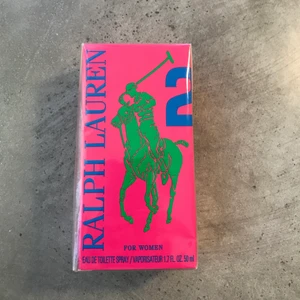 RALPH LAUREN
2
FOR WOMEN
EAU DE TOILETTE SPRAY / VAPORISATEUR 1.7 FL. OZ. 50 ml